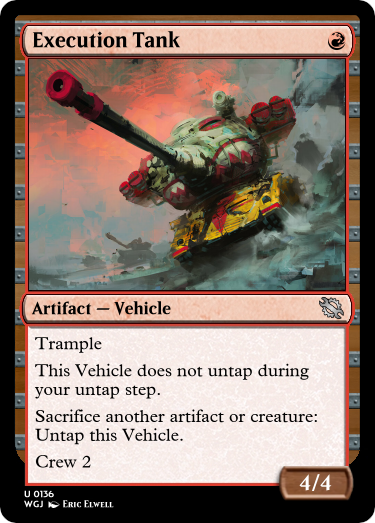 Execution Tank
Artifact — Vehicle
Trample
This Vehicle does not untap during
your untap step.
Sacrifice another artifact or creature:
Untap this Vehicle.
Crew 2
4/4
U 0136
WGJ Eric Elwell